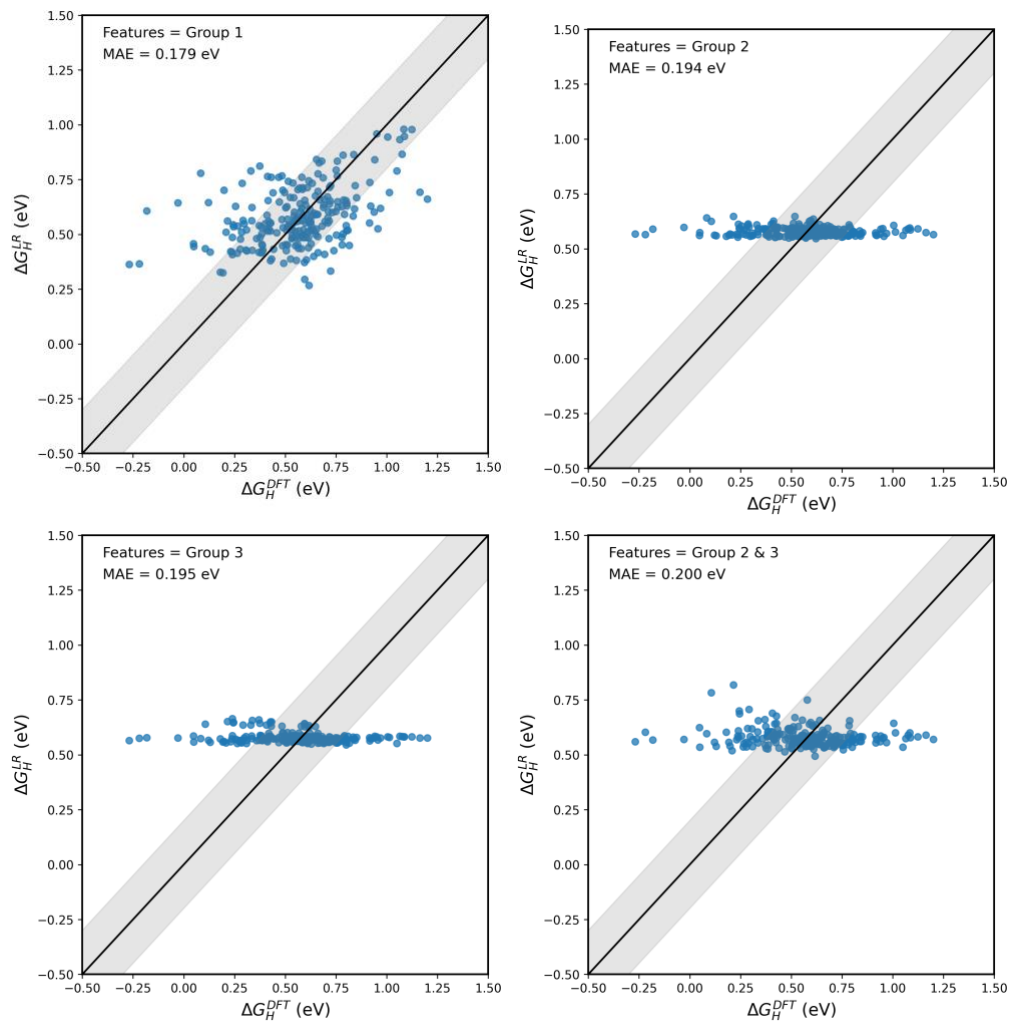 Features = Group 1
MAE = 0.179 eV
1.50
1.25
1.00
0.75
0.50
0.25
0.00
−0.25
−0.50
ΔG_H^{LR} (eV)
−0.50 −0.25 0.00 0.25 0.50 0.75 1.00 1.25 1.50
ΔG_H^{DFT} (eV)
Features = Group 2
MAE = 0.194 eV
1.50
1.25
1.00
0.75
0.50
0.25
0.00
−0.25
−0.50
ΔG_H^{LR} (eV)
−0.50 −0.25 0.00 0.25 0.50 0.75 1.00 1.25 1.50
ΔG_H^{DFT} (eV)
Features = Group 3
MAE = 0.195 eV
1.50
1.25
1.00
0.75
0.50
0.25
0.00
−0.25
−0.50
ΔG_H^{LR} (eV)
−0.50 −0.25 0.00 0.25 0.50 0.75 1.00 1.25 1.50
ΔG_H^{DFT} (eV)
Features = Group 2 & 3
MAE = 0.200 eV
1.50
1.25
1.00
0.75
0.50
0.25
0.00
−0.25
−0.50
ΔG_H^{LR} (eV)
−0.50 −0.25 0.00 0.25 0.50 0.75 1.00 1.25 1.50
ΔG_H^{DFT} (eV)